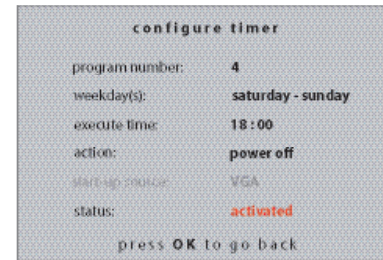 configure timer
program number: 4
weekday(s): saturday - sunday
execute time: 18:00
action: power off
start-up source: VGA
status: activated
press OK to go back